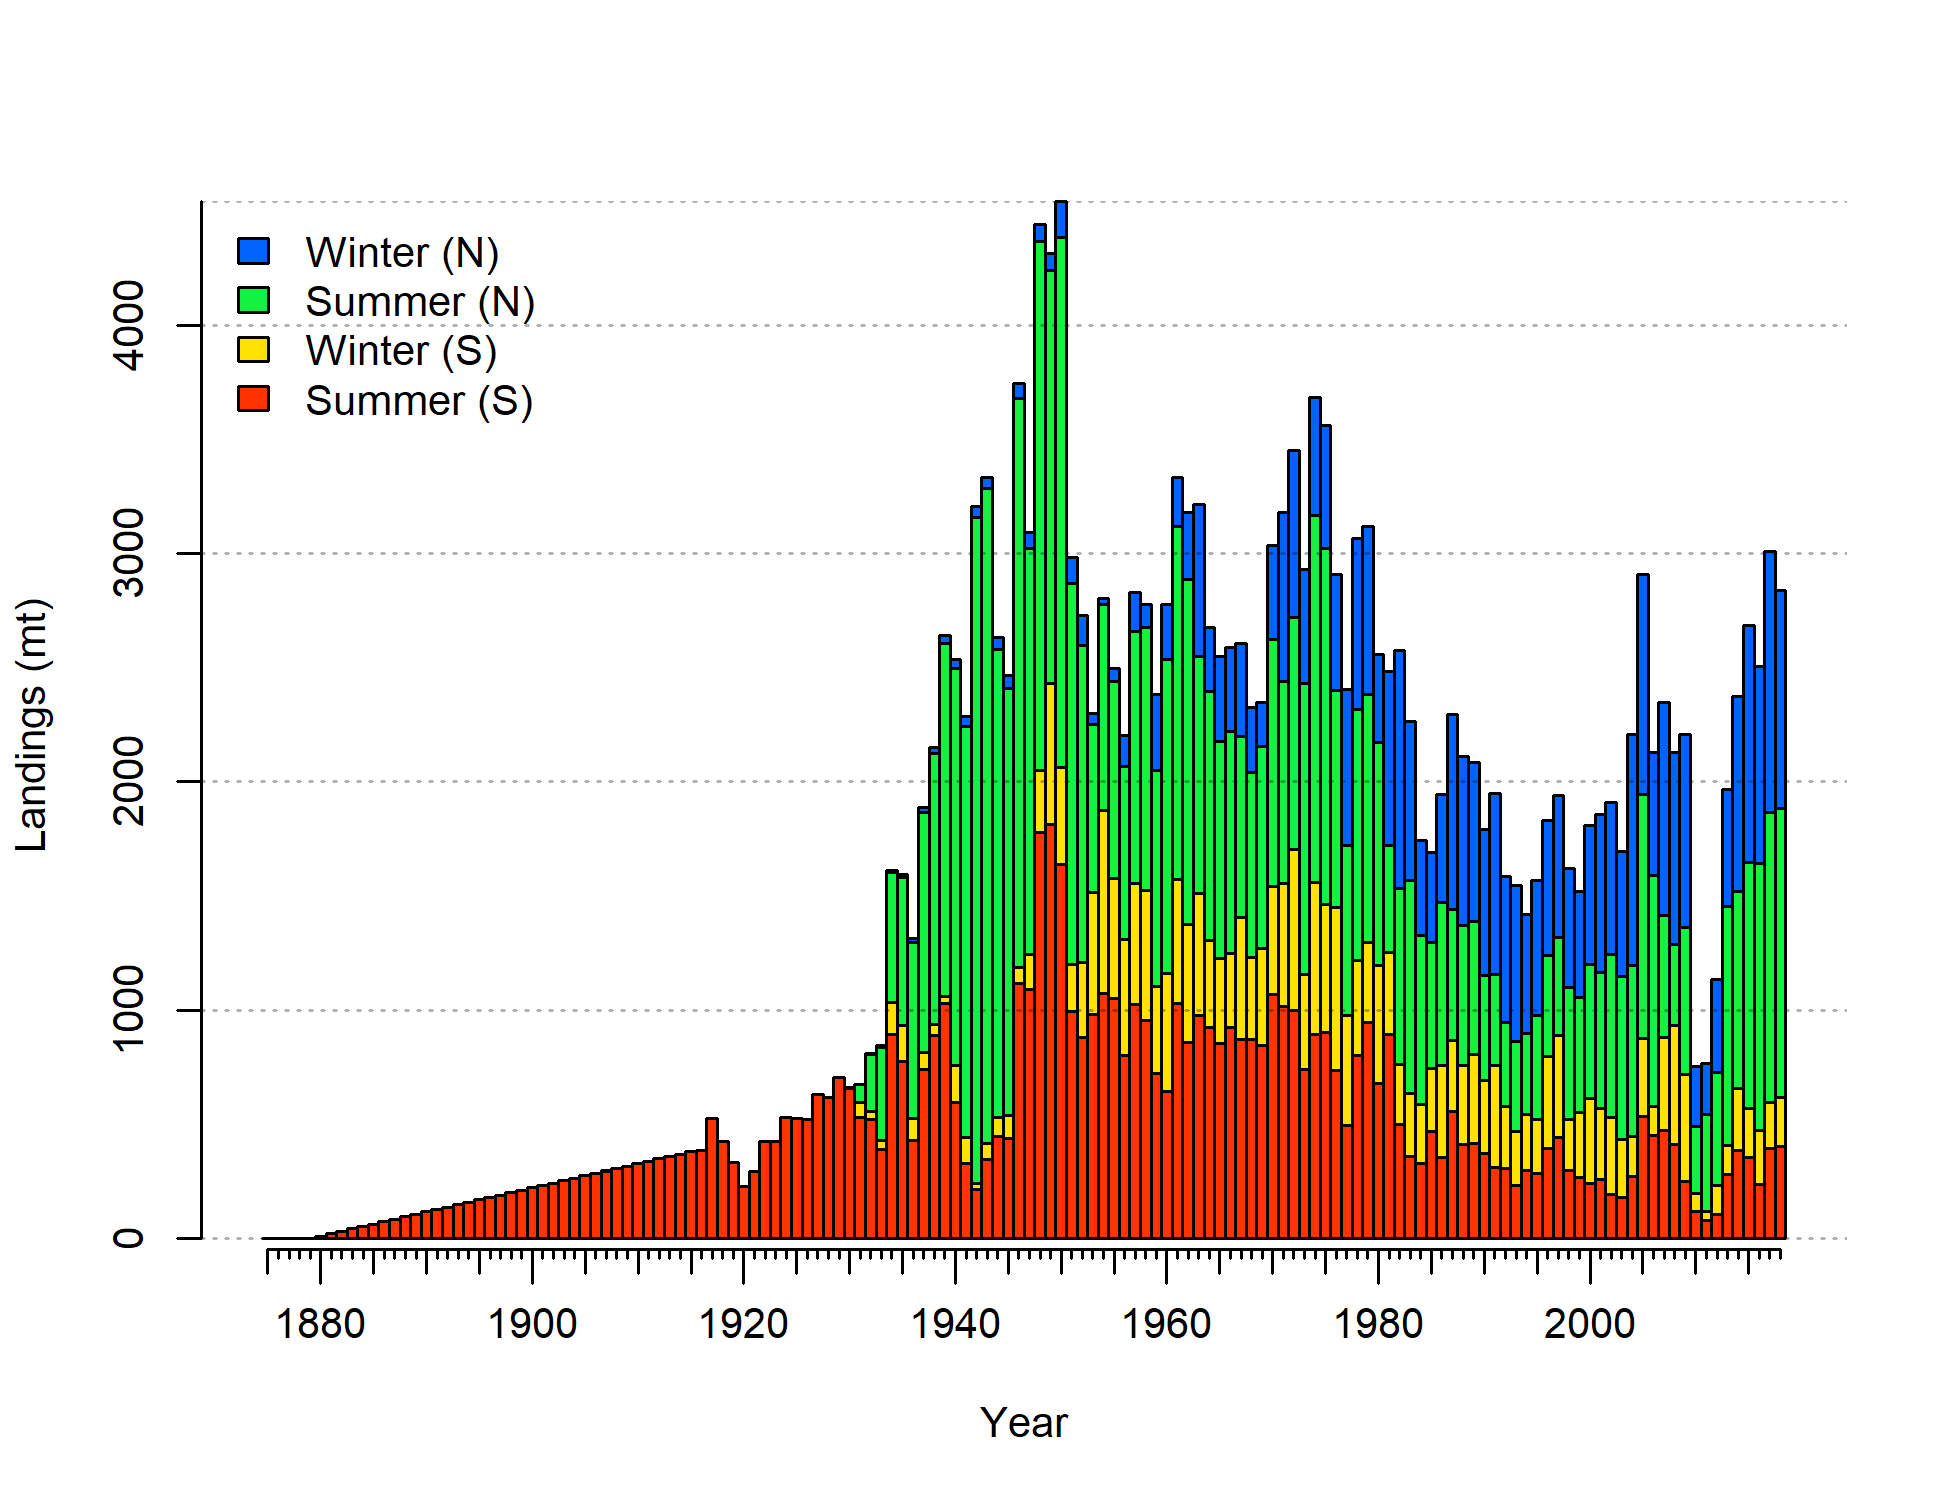 Winter (N)
Summer (N)
Winter (S)
Summer (S)
Landings (mt)
4000
3000
2000
1000
0
1880 1900 1920 1940 1960 1980 2000
Year